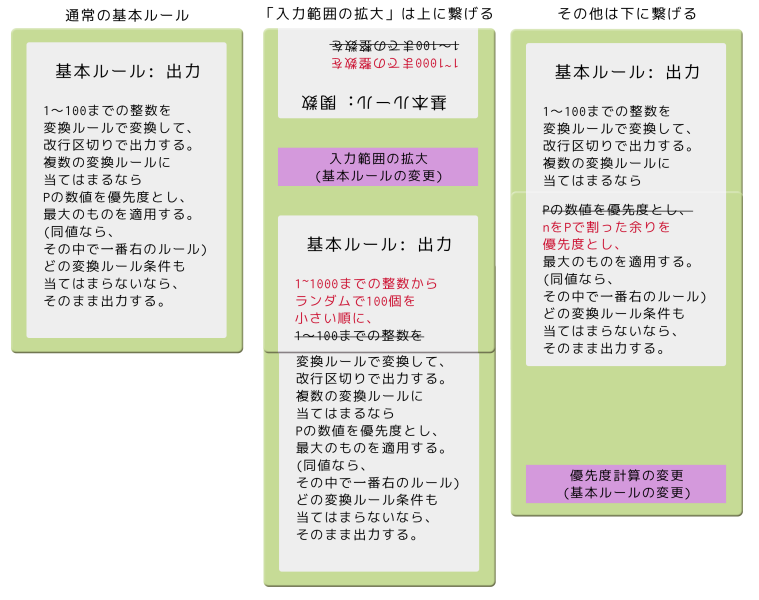 通常の基本ルール
基本ルール: 出力
1〜100までの整数を
変換ルールで変換して、
改行区切りで出力する。
複数の変換ルールに
当てはまるなら
Pの数値を優先度とし、
最大のものを適用する。
(同値なら、
その中で一番右のルール)
どの変換ルール条件も
当てはまらないなら、
そのまま出力する。
「入力範囲の拡大」は上に繋げる
1〜100までの整数を
1~1000までの整数を
基本ルール: 関数
入力範囲の拡大
(基本ルールの変更)
基本ルール: 出力
1~1000までの整数から
ランダムで100個を
小さい順に、
1〜100までの整数を
変換ルールで変換して、
改行区切りで出力する。
複数の変換ルールに
当てはまるなら
Pの数値を優先度とし、
最大のものを適用する。
(同値なら、
その中で一番右のルール)
どの変換ルール条件も
当てはまらないなら、
そのまま出力する。
その他は下に繋げる
基本ルール: 出力
1〜100までの整数を
変換ルールで変換して、
改行区切りで出力する。
複数の変換ルールに
当てはまるなら
Pの数値を優先度とし、
nをPで割った余りを
優先度とし、
最大のものを適用する。
(同値なら、
その中で一番右のルール)
どの変換ルール条件も
当てはまらないなら、
そのまま出力する。
優先度計算の変更
(基本ルールの変更)